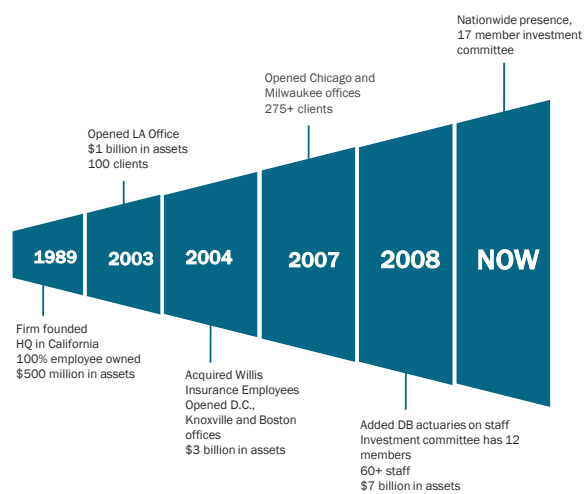 Nationwide presence,
17 member investment
committee
Opened Chicago and
Milwaukee offices
275+ clients
Opened LA Office
$1 billion in assets
100 clients
1989
2003
2004
2007
2008
NOW
Firm founded
HQ in California
100% employee owned
$500 million in assets
Acquired Willis
Insurance Employees
Opened D.C.,
Knoxville and Boston
offices
$3 billion in assets
Added DB actuaries on staff
Investment committee has 12
members
60+ staff
$7 billion in assets